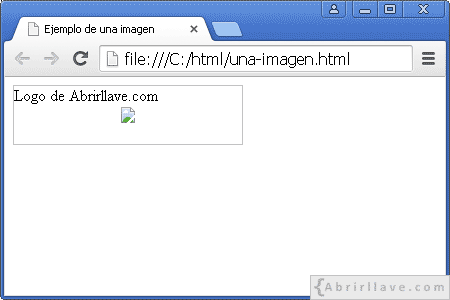 Ejemplo de una imagen
file:///C:/html/una-imagen.html
Logo de Abrirllave.com
{Abrirllave.com